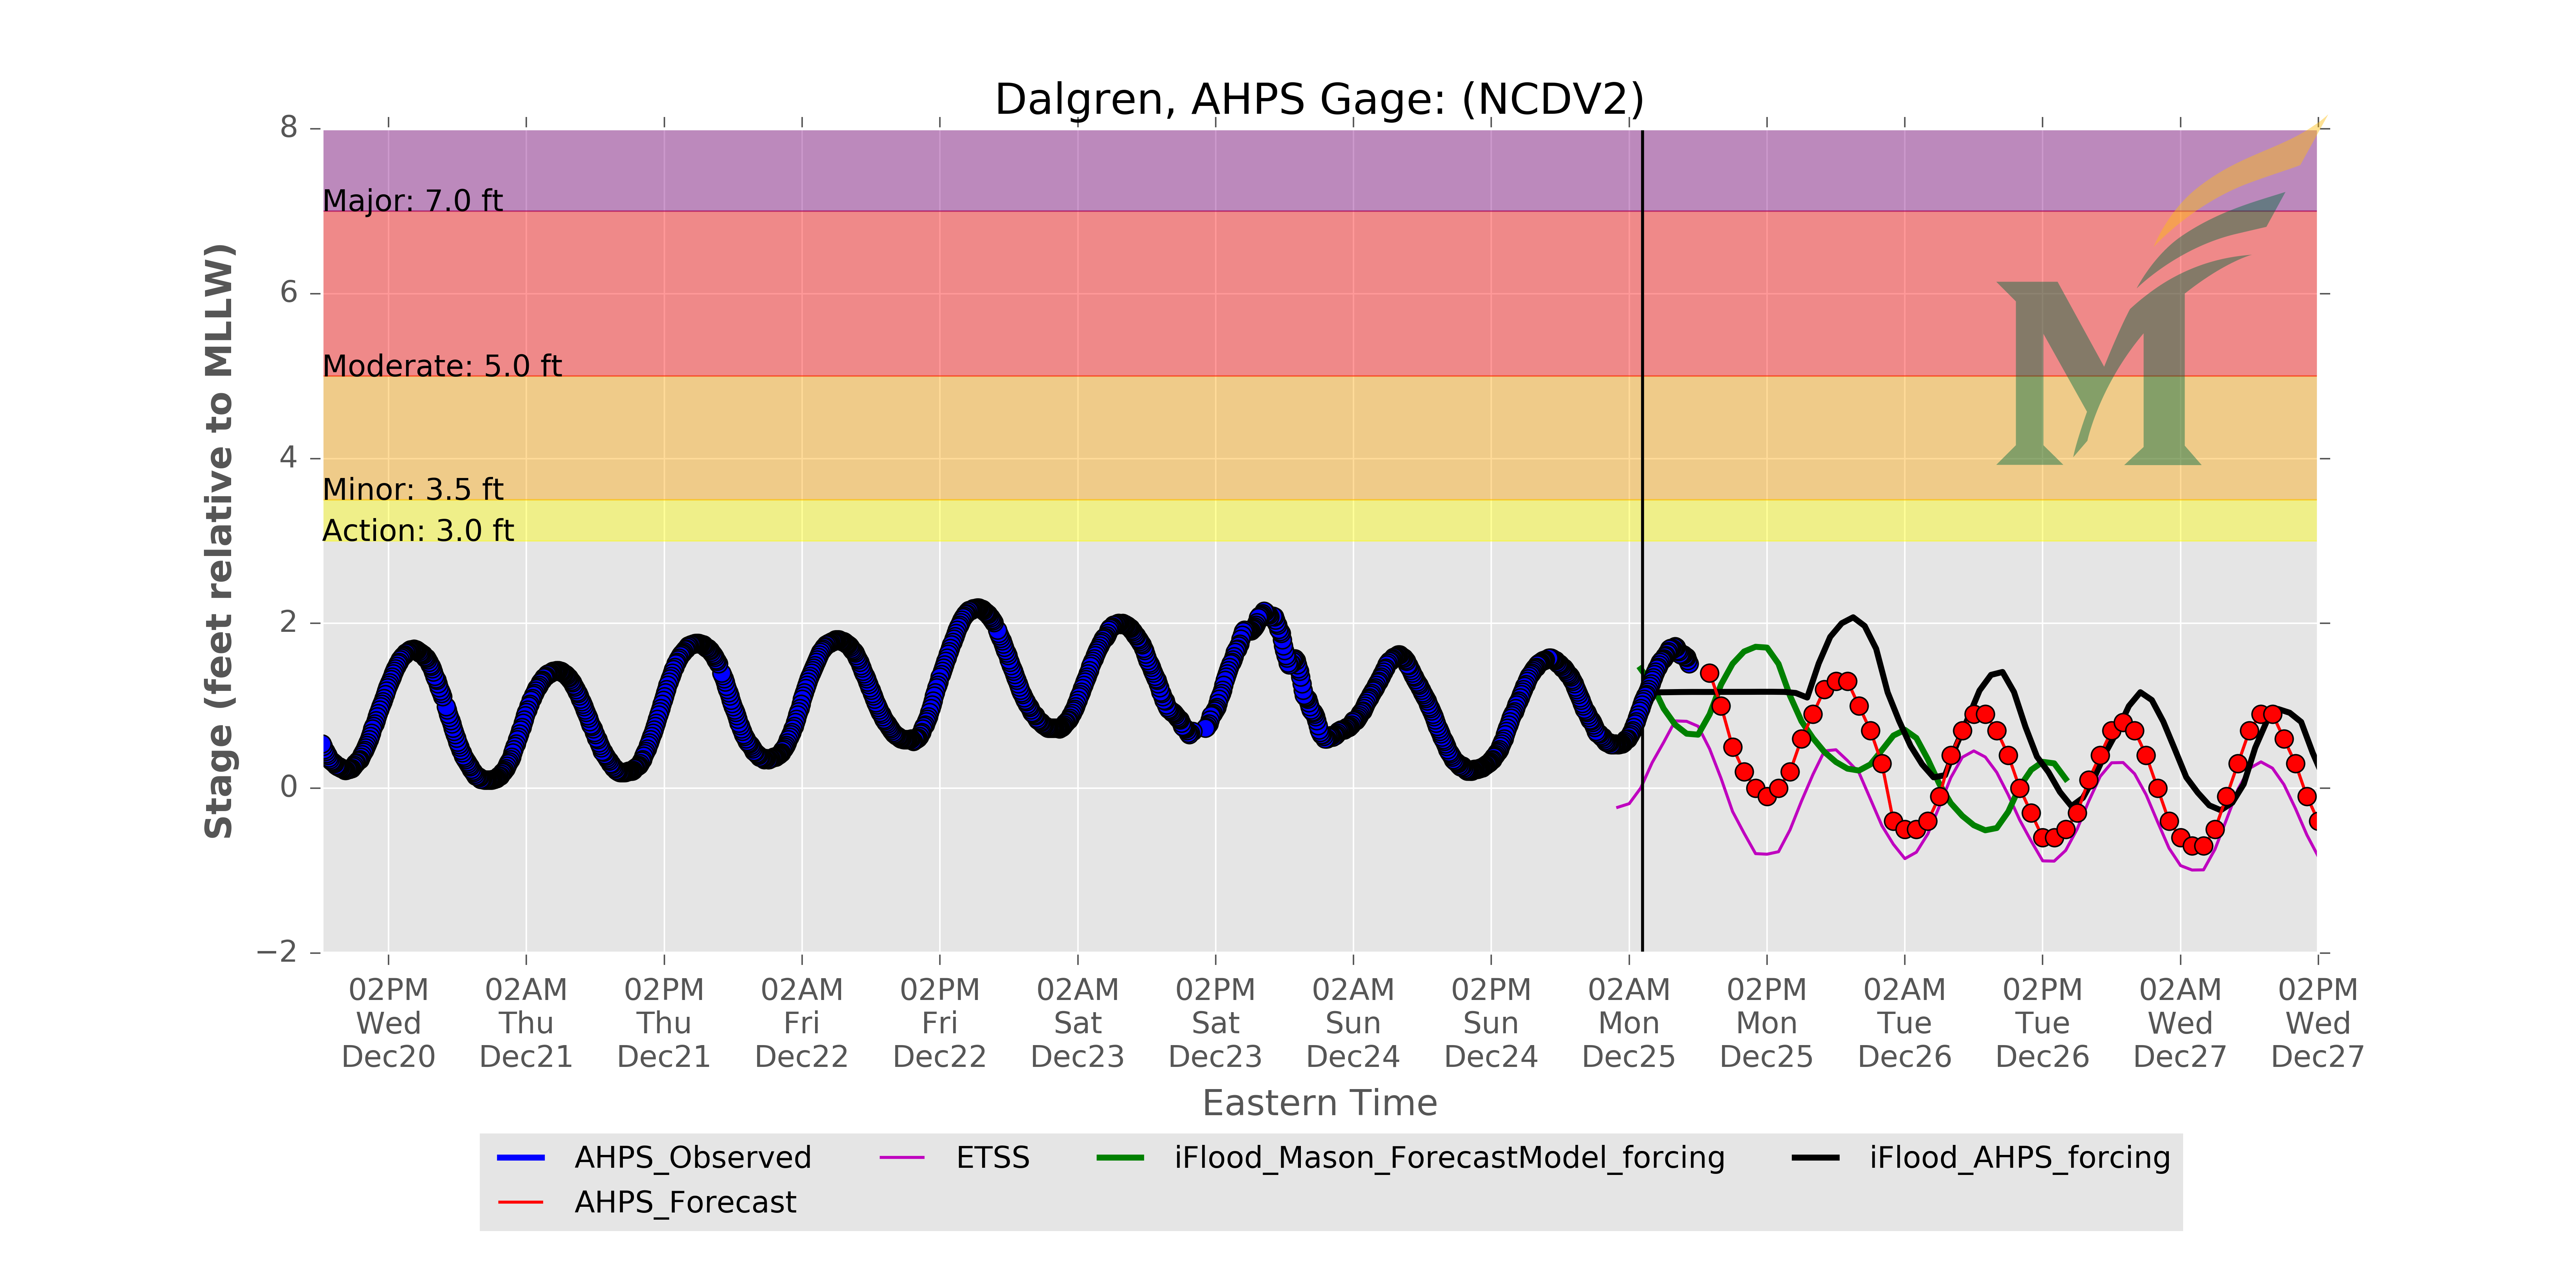 Dalgren, AHPS Gage: (NCDV2)
Stage (feet relative to MLLW)
8
6
4
2
0
−2
Major: 7.0 ft
Moderate: 5.0 ft
Minor: 3.5 ft
Action: 3.0 ft
M
02PM 02AM 02PM 02AM 02PM 02AM 02PM 02AM 02PM 02AM 02PM 02AM 02PM 02AM 02PM
Wed Thu Thu Fri Fri Sat Sat Sun Sun Mon Mon Tue Tue Wed Wed
Dec20 Dec21 Dec21 Dec22 Dec22 Dec23 Dec23 Dec24 Dec24 Dec25 Dec25 Dec26 Dec26 Dec27 Dec27
Eastern Time
AHPS_Observed ETSS iFlood_Mason_ForecastModel_forcing iFlood_AHPS_forcing
AHPS_Forecast